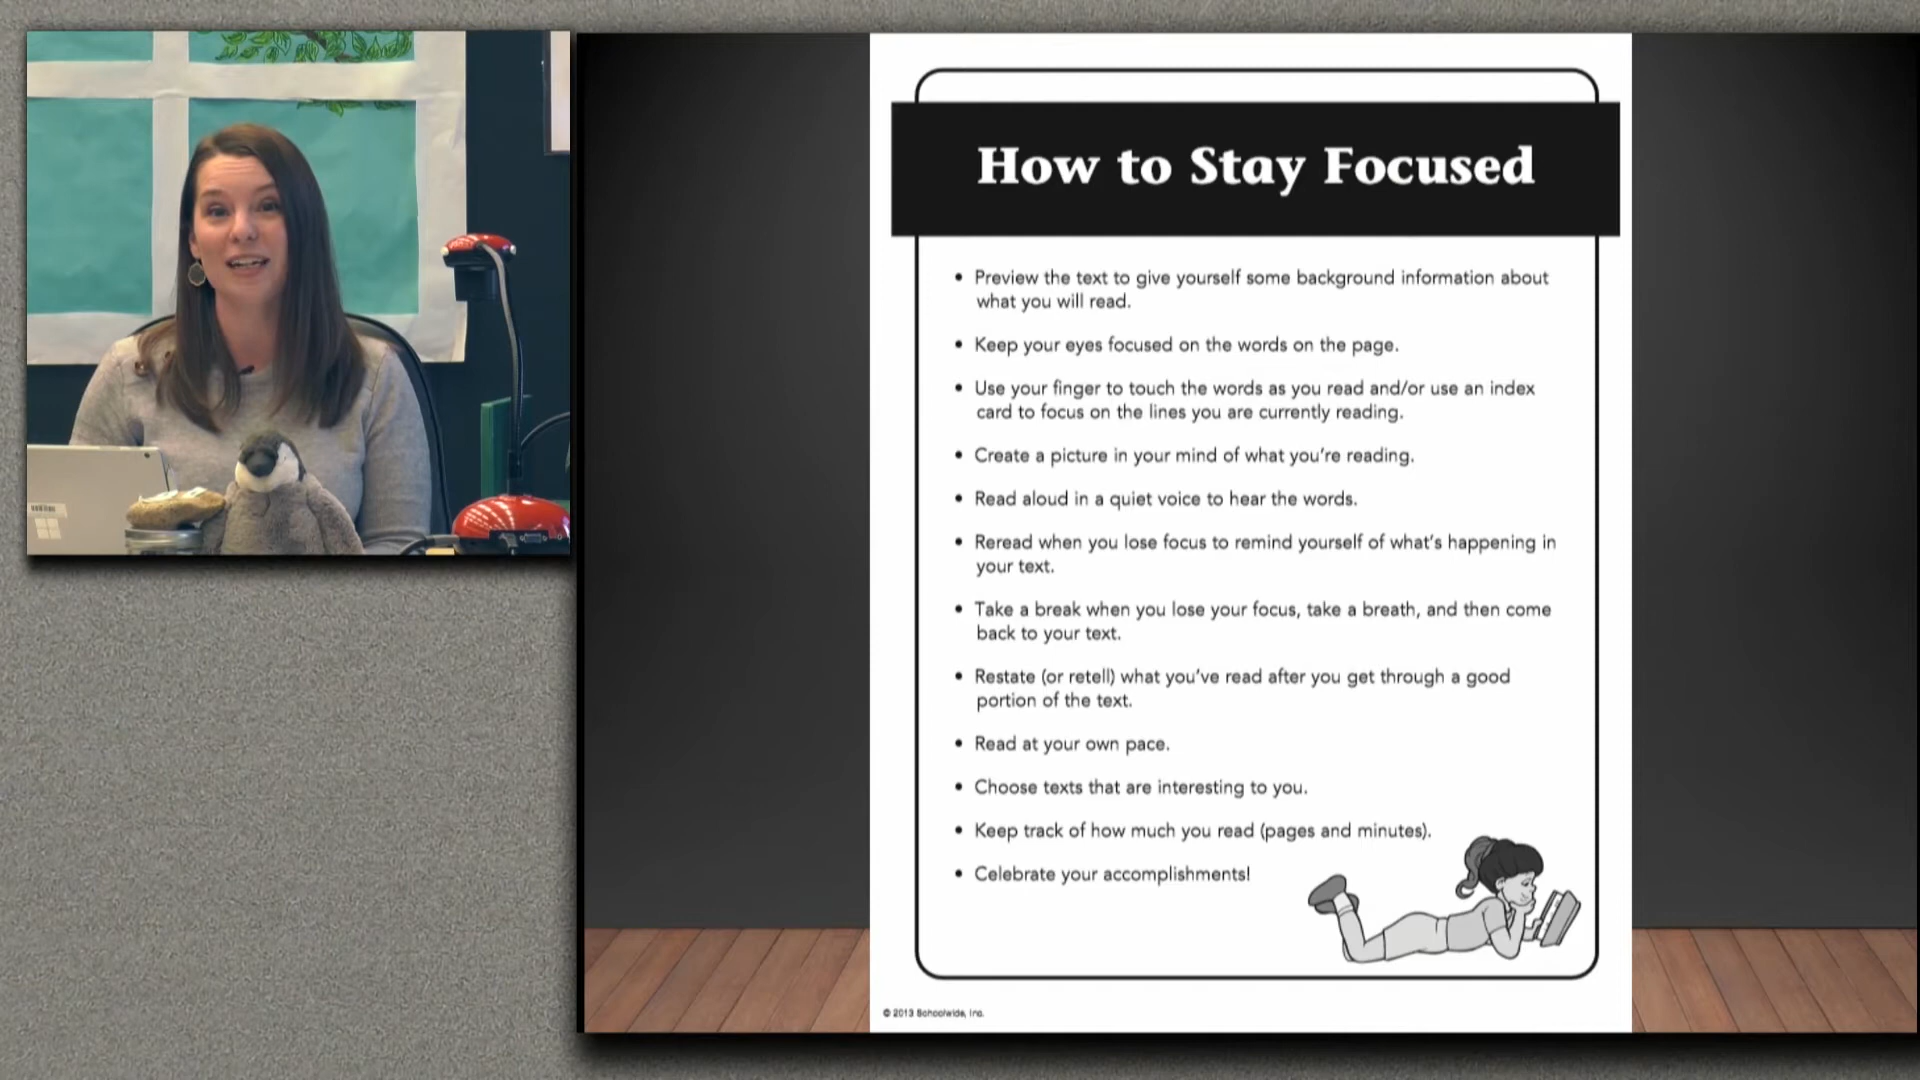 How to Stay Focused
• Preview the text to give yourself some background information about
what you will read.
• Keep your eyes focused on the words on the page.
• Use your finger to touch the words as you read and/or use an index
card to focus on the lines you are currently reading.
• Create a picture in your mind of what you're reading.
• Read aloud in a quiet voice to hear the words.
• Reread when you lose focus to remind yourself of what's happening in
your text.
• Take a break when you lose your focus, take a breath, and then come
back to your text.
• Restate (or retell) what you've read after you get through a good
portion of the text.
• Read at your own pace.
• Choose texts that are interesting to you.
• Keep track of how much you read (pages and minutes).
• Celebrate your accomplishments!
© 2013 Schoolwide, Inc.